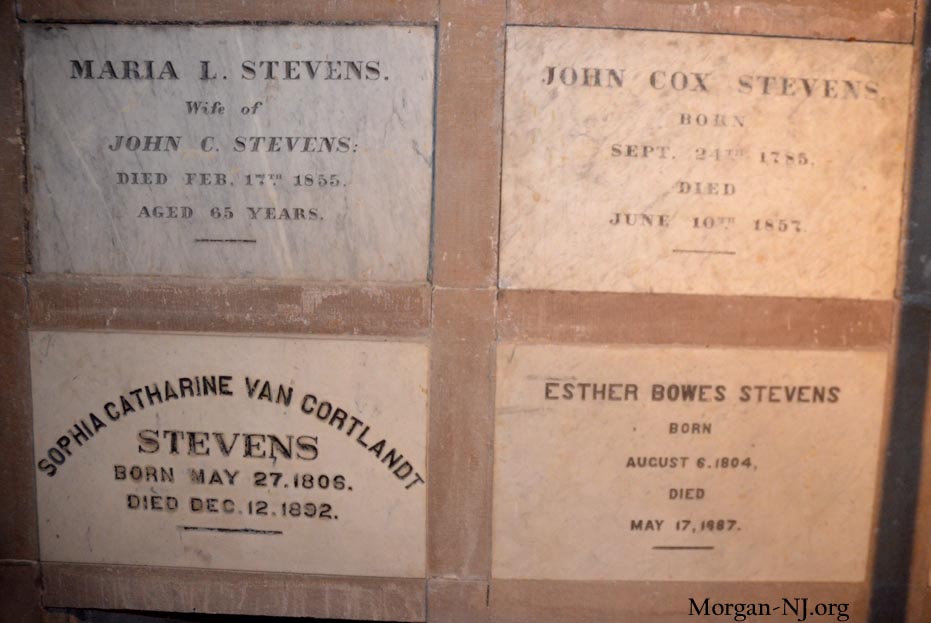 MARIA L. STEVENS.
Wife of
JOHN C. STEVENS:
DIED FEB. 17TH 1855.
AGED 65 YEARS.
JOHN COX STEVENS.
BORN
SEPT. 24TH 1785.
DIED
JUNE 10TH 1857.
SOPHIA CATHARINE VAN CORTLANDT
STEVENS
BORN MAY 27.1806.
DIED DEC. 12.1892.
ESTHER BOWES STEVENS
BORN
AUGUST 6.1804,
DIED
MAY 17, 1887.
Morgan-NJ.org